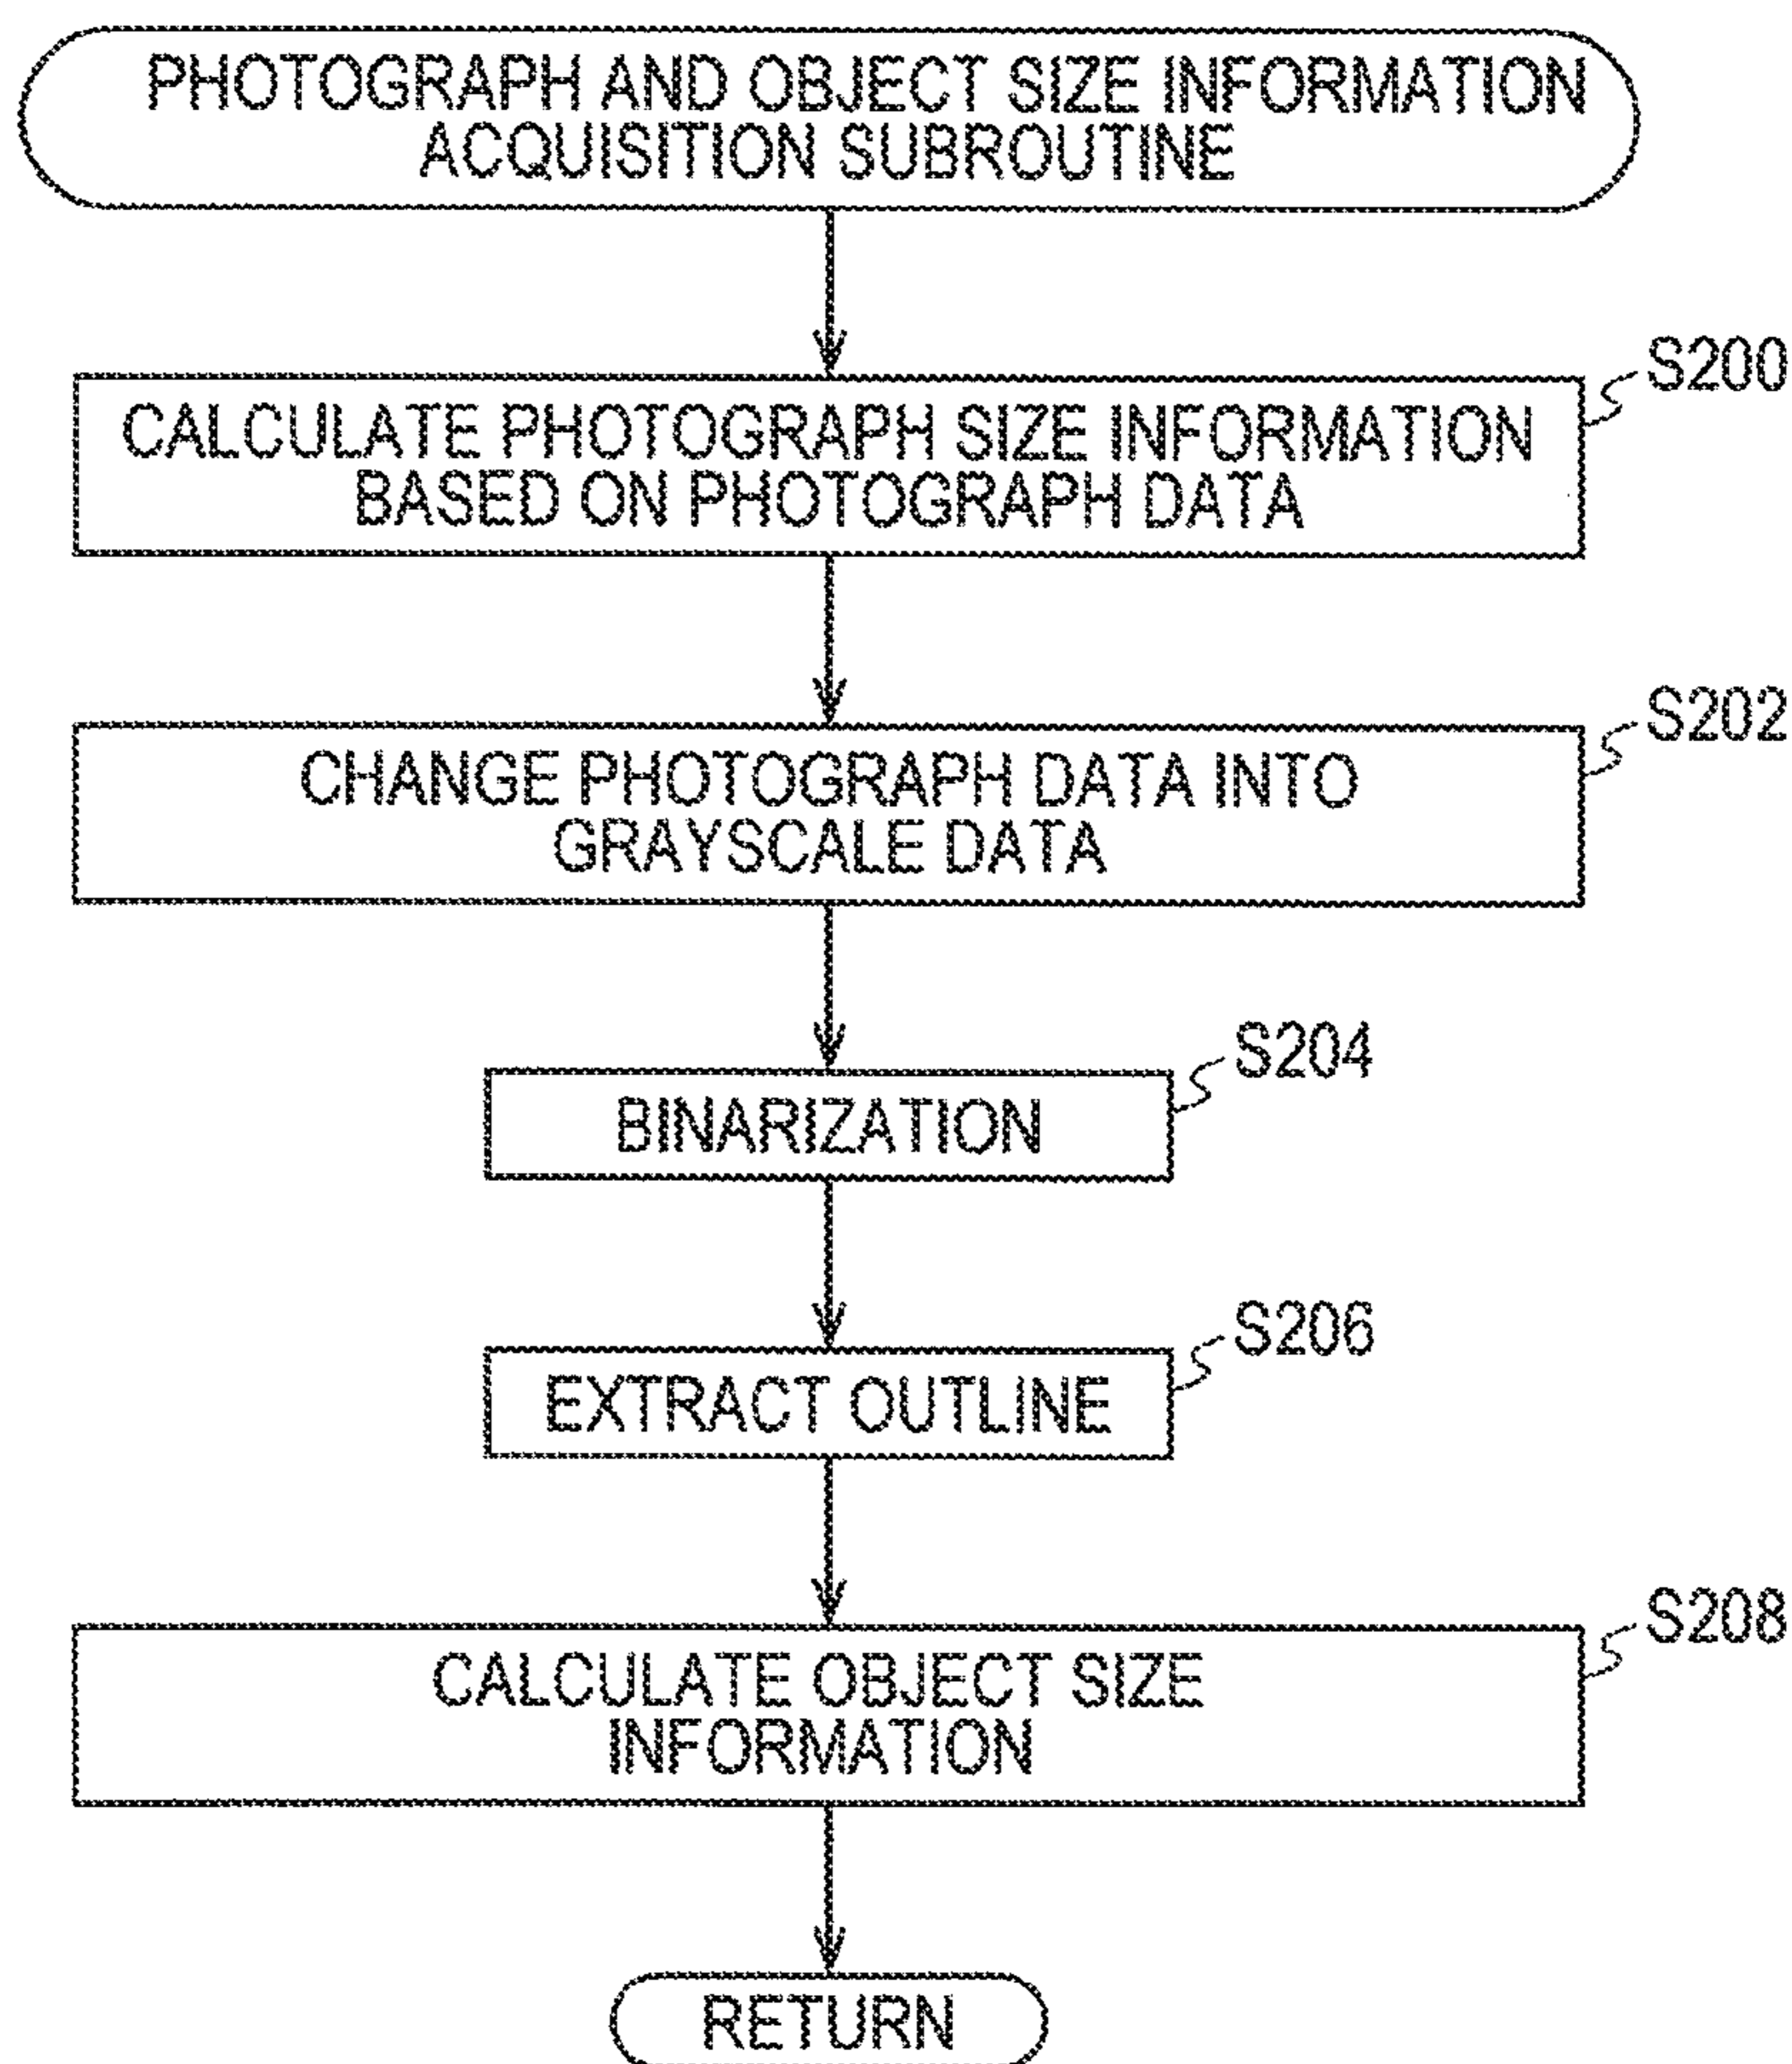 PHOTOGRAPH AND OBJECT SIZE INFORMATION
ACQUISITION SUBROUTINE
S200
CALCULATE PHOTOGRAPH SIZE INFORMATION
BASED ON PHOTOGRAPH DATA
S202
CHANGE PHOTOGRAPH DATA INTO
GRAYSCALE DATA
S204
BINARIZATION
S206
EXTRACT OUTLINE
S208
CALCULATE OBJECT SIZE
INFORMATION
RETURN